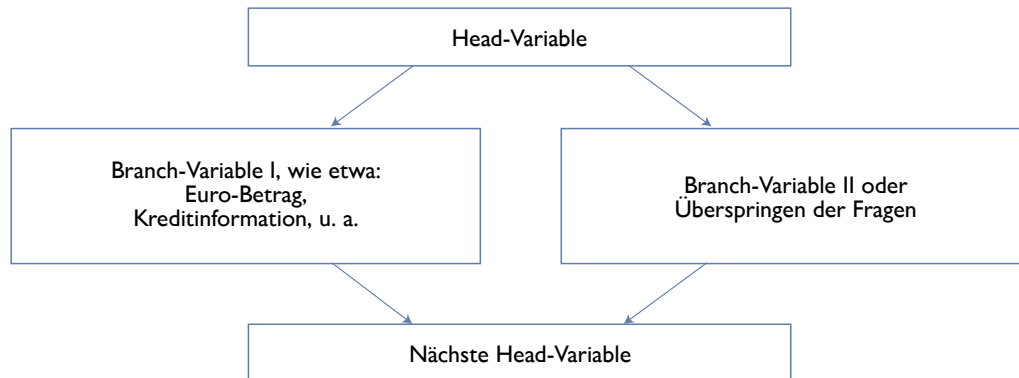 Head-Variable
Branch-Variable I, wie etwa:
Euro-Betrag,
Kreditinformation, u. a.
Branch-Variable II oder
Überspringen der Fragen
Nächste Head-Variable